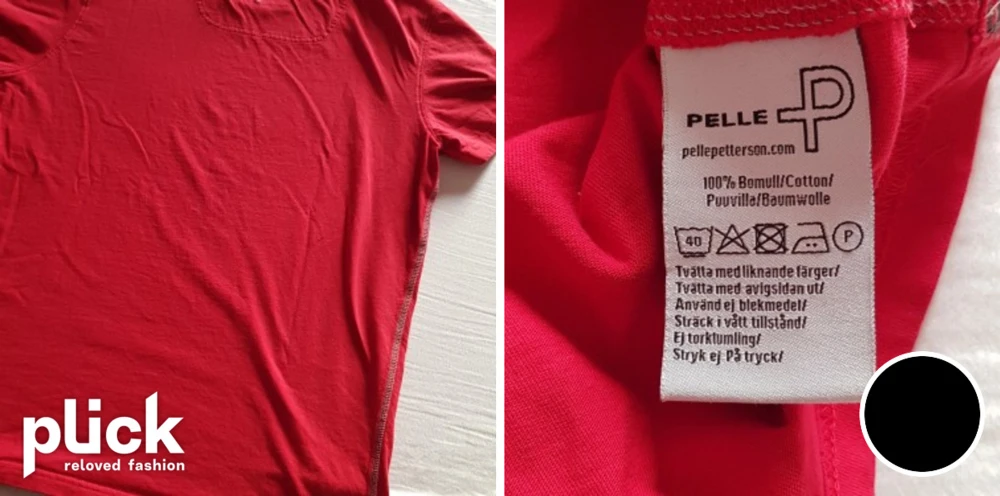 plick
reloved fashion
PELLE P
pellepetterson.com
100% Bomull/Cotton/
Puuvilla/Baumwolle
40
P
Tvätta med liknande färger/
Tvätta med avigsidan ut/
Använd ej blekmedel/
Sträck i vått tillstånd/
Ej torktumling/
Stryk ej På tryck/